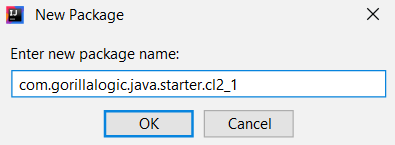 New Package
Enter new package name:
com.gorillalogic.java.starter.cl2_1
OK
Cancel